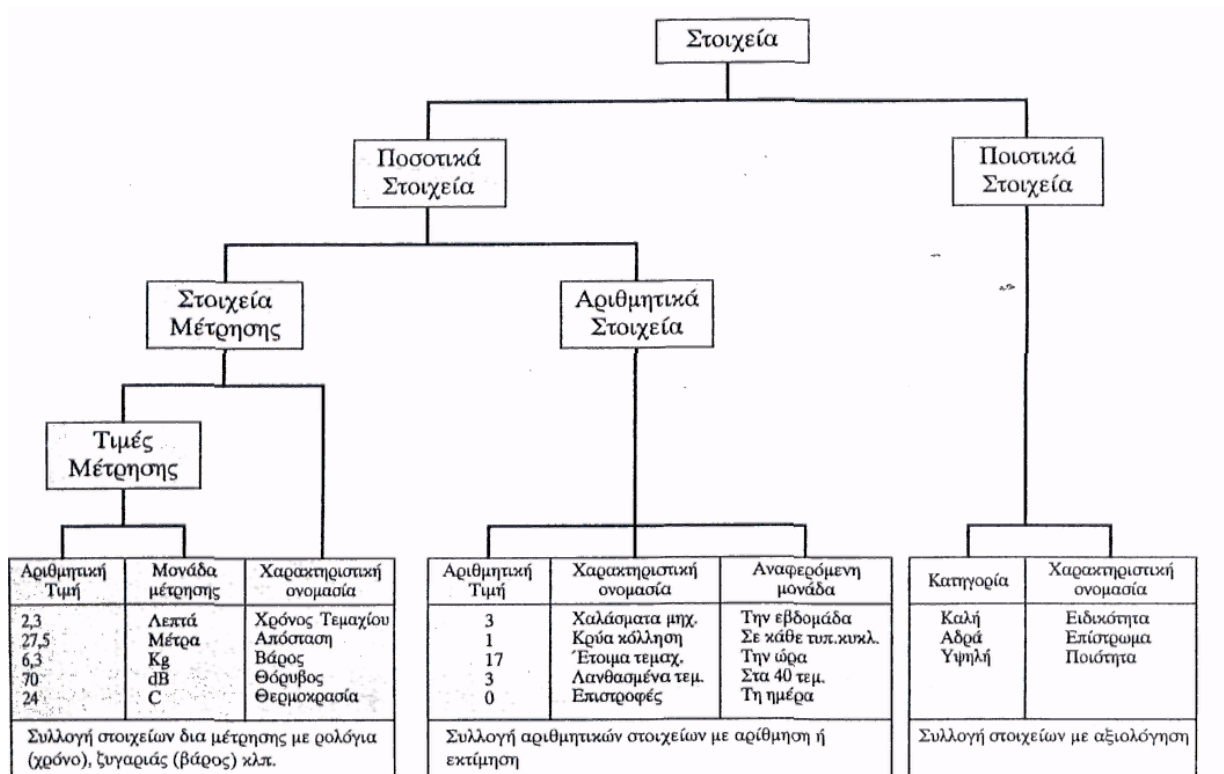 Στοιχεία
Ποσοτικά
Στοιχεία
Ποιοτικά
Στοιχεία
Στοιχεία
Μέτρησης
Αριθμητικά
Στοιχεία
Τιμές
Μέτρησης
Αριθμητική
Τιμή
Μονάδα
μέτρησης
Χαρακτηριστική
ονομασία
2,3 Λεπτά Χρόνος Τεμαχίου
27,5 Μέτρα Απόσταση
6,3 Kg Βάρος
70 dB Θόρυβος
24 C Θερμοκρασία
Συλλογή στοιχείων δια μέτρησης με ρολόγια
(χρόνο), ζυγαριάς (βάρος) κλπ.
Αριθμητική
Τιμή
Χαρακτηριστική
ονομασία
Αναφερόμενη
μονάδα
3 Χαλάσματα μηχ. Την εβδομάδα
1 Κρύα κόλληση Σε κάθε τυπ.κυκλ.
17 Έτοιμα τεμαχ. Την ώρα
3 Λανθασμένα τεμ. Στα 40 τεμ.
0 Επιστροφές Τη ημέρα
Συλλογή αριθμητικών στοιχείων με αρίθμηση ή
εκτίμηση
Κατηγορία
Χαρακτηριστική
ονομασία
Καλή Ειδικότητα
Αδρά Επίστρωμα
Υψηλή Ποιότητα
Συλλογή στοιχείων με αξιολόγηση